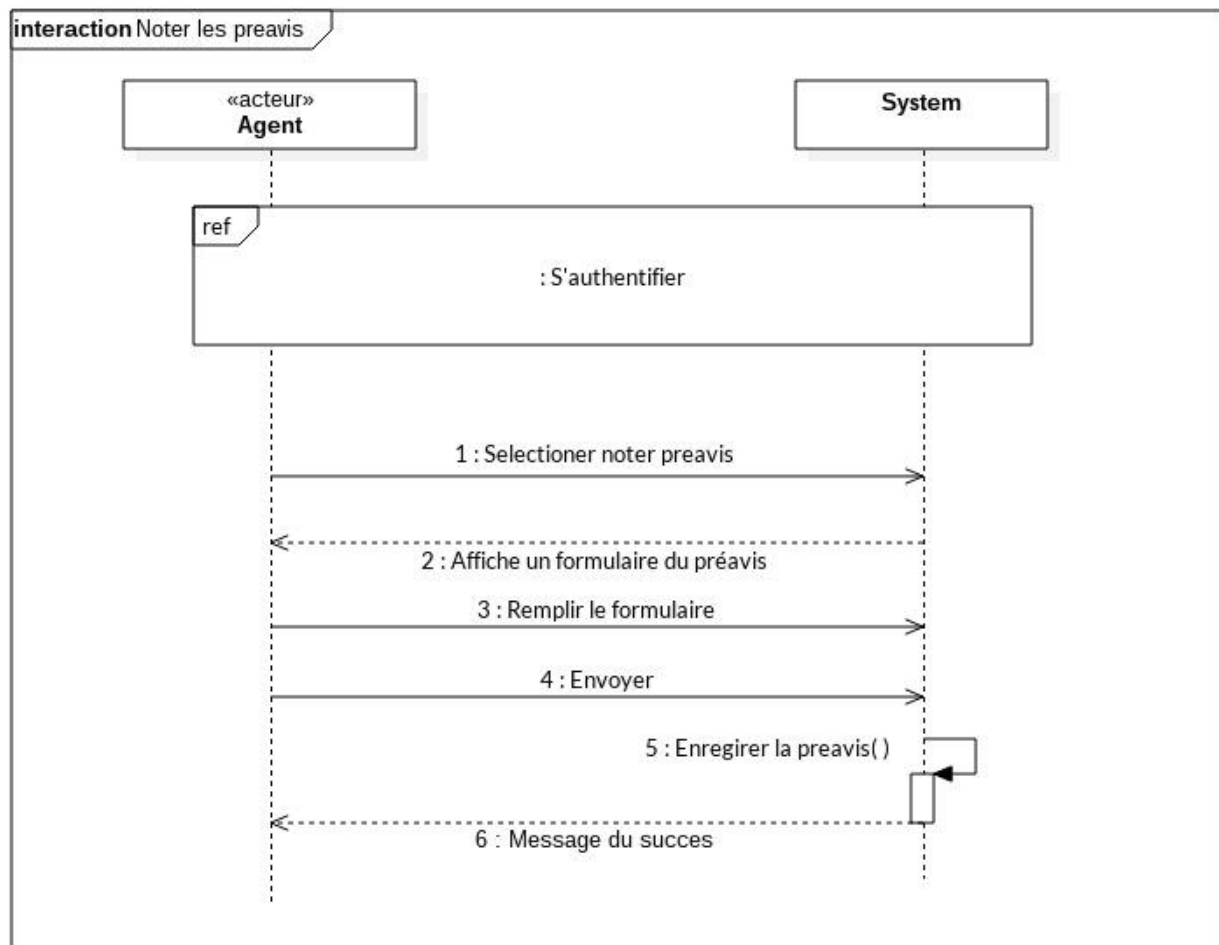 interaction Noter les preavis
«acteur»
Agent
System
ref
: S'authentifier
1 : Selectioner noter preavis
2 : Affiche un formulaire du préavis
3 : Remplir le formulaire
4 : Envoyer
5 : Enregirer la preavis( )
6 : Message du succes